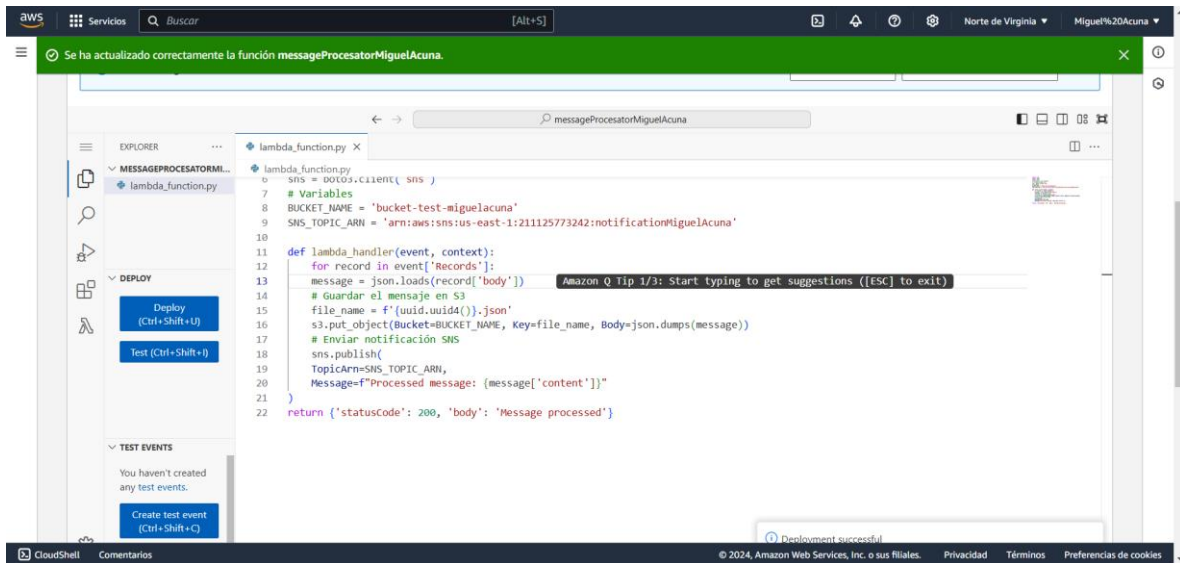 aws
Servicios
Buscar
[Alt+S]
Norte de Virginia
Miguel%20Acuna
Se ha actualizado correctamente la función messageProcesatorMiguelAcuna.
messageProcesatorMiguelAcuna
EXPLORER
lambda_function.py
MESSAGEPROCESATORMI...
lambda_function.py
lambda_function.py
6 sns = boto3.client('sns')
7 # Variables
8 BUCKET_NAME = 'bucket-test-miguelacuna'
9 SNS_TOPIC_ARN = 'arn:aws:sns:us-east-1:211125773242:notificationMiguelAcuna'
10
11 def lambda_handler(event, context):
12 for record in event['Records']:
13 message = json.loads(record['body']) Amazon Q Tip 1/3: Start typing to get suggestions ([ESC] to exit)
14 # Guardar el mensaje en S3
15 file_name = f'{uuid.uuid4()}.json'
16 s3.put_object(Bucket=BUCKET_NAME, Key=file_name, Body=json.dumps(message))
17 # Enviar notificación SNS
18 sns.publish(
19 TopicArn=SNS_TOPIC_ARN,
20 Message=f"Processed message: {message['content']}"
21 )
22 return {'statusCode': 200, 'body': 'Message processed'}
DEPLOY
Deploy
(Ctrl+Shift+U)
Test (Ctrl+Shift+I)
TEST EVENTS
You haven't created
any test events.
Create test event
(Ctrl+Shift+C)
Deployment successful
CloudShell
Comentarios
© 2024, Amazon Web Services, Inc. o sus filiales.
Privacidad
Términos
Preferencias de cookies